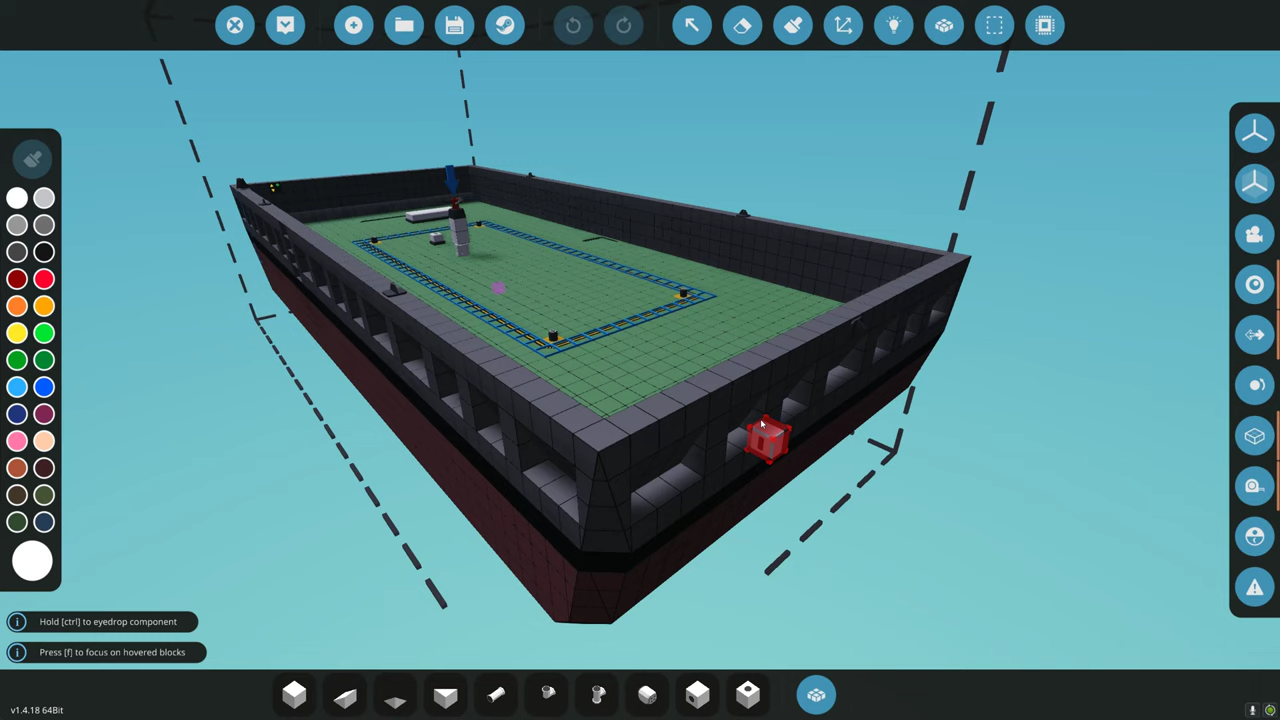 Hold [ctrl] to eyedrop component
Press [f] to focus on hovered blocks
v1.4.18 64Bit